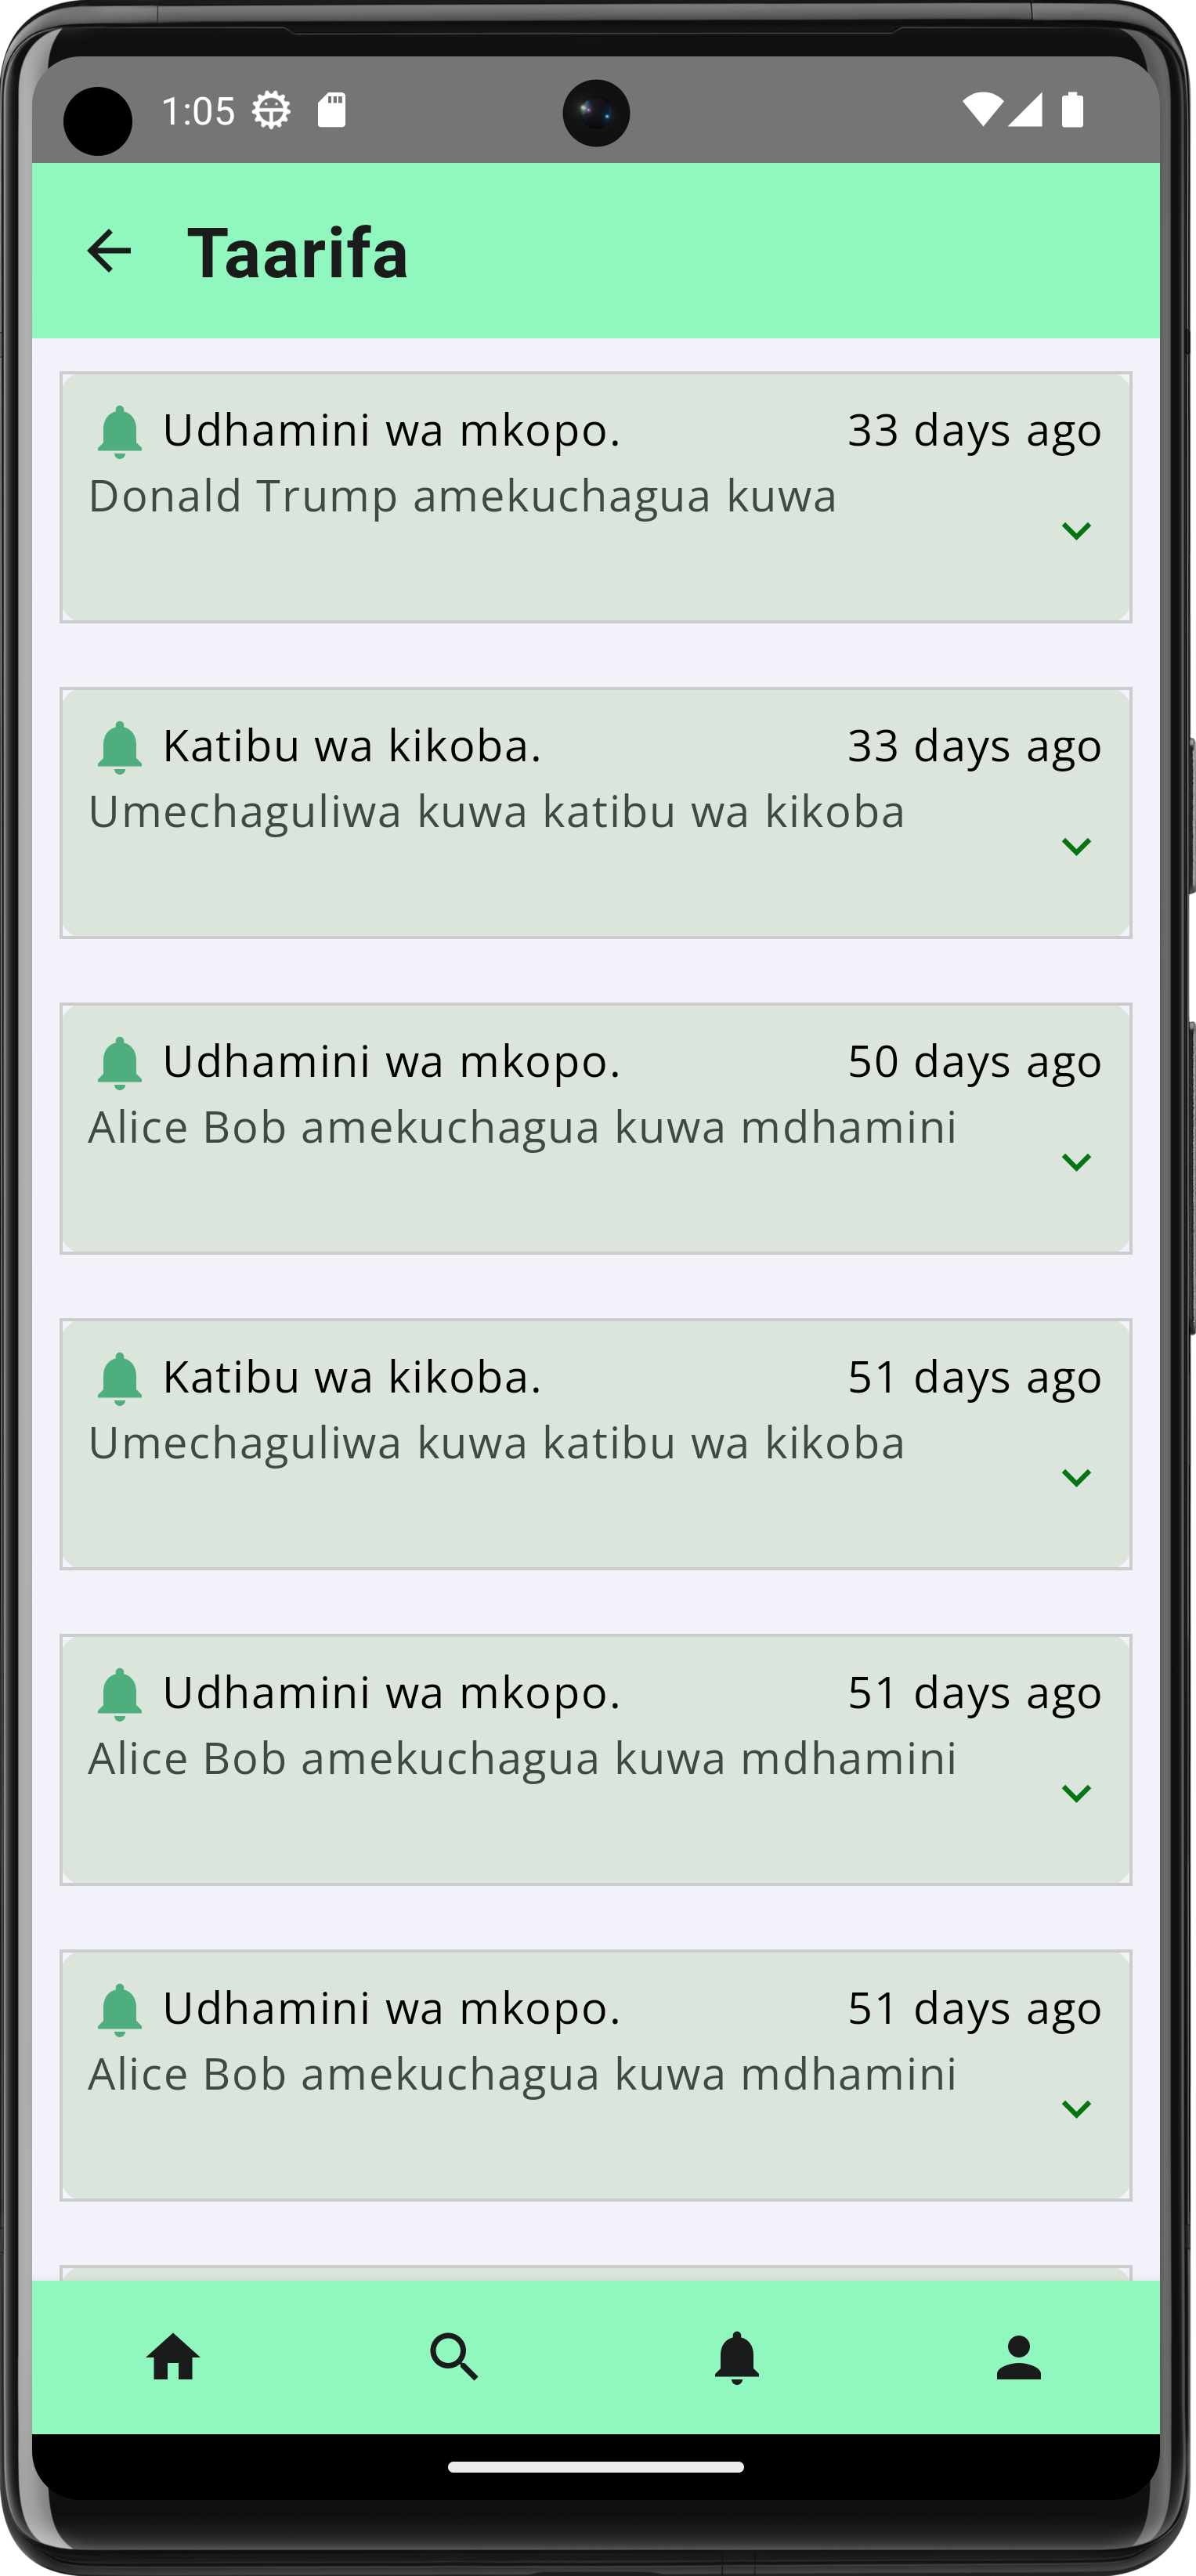 1:05
Taarifa
Udhamini wa mkopo. 33 days ago
Donald Trump amekuchagua kuwa
Katibu wa kikoba. 33 days ago
Umechaguliwa kuwa katibu wa kikoba
Udhamini wa mkopo. 50 days ago
Alice Bob amekuchagua kuwa mdhamini
Katibu wa kikoba. 51 days ago
Umechaguliwa kuwa katibu wa kikoba
Udhamini wa mkopo. 51 days ago
Alice Bob amekuchagua kuwa mdhamini
Udhamini wa mkopo. 51 days ago
Alice Bob amekuchagua kuwa mdhamini